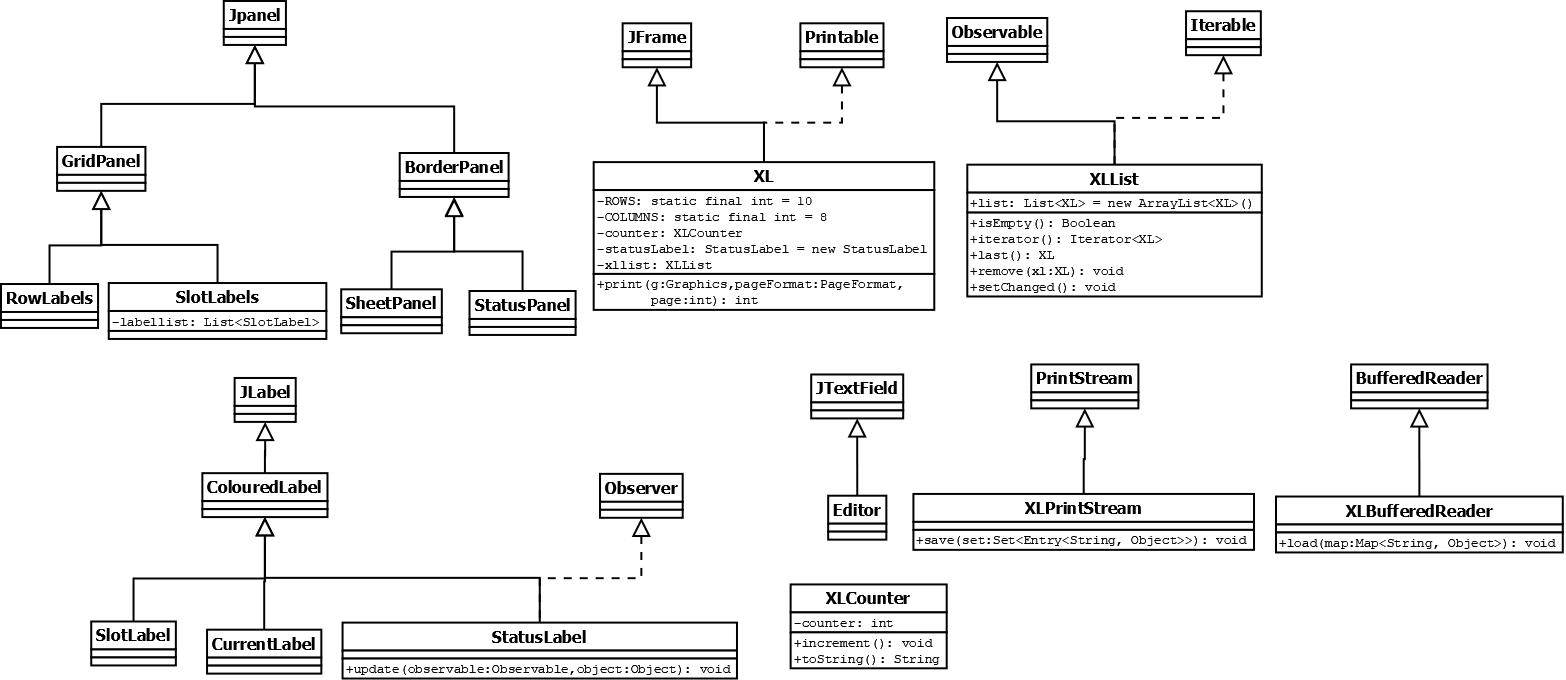 Jpanel
GridPanel
BorderPanel
RowLabels
SlotLabels
-labellist: List<SlotLabel>
SheetPanel
StatusPanel
JFrame
Printable
XL
-ROWS: static final int = 10
-COLUMNS: static final int = 8
-counter: XLCounter
-statusLabel: StatusLabel = new StatusLabel
-xllist: XLList
+print(g:Graphics,pageFormat:PageFormat,
page:int): int
Observable
Iterable
XLList
+list: List<XL> = new ArrayList<XL>()
+isEmpty(): Boolean
+iterator(): Iterator<XL>
+last(): XL
+remove(xl:XL): void
+setChanged(): void
JLabel
ColouredLabel
Observer
SlotLabel
CurrentLabel
StatusLabel
+update(observable:Observable,object:Object): void
JTextField
Editor
PrintStream
XLPrintStream
+save(set:Set<Entry<String, Object>>): void
BufferedReader
XLBufferedReader
+load(map:Map<String, Object>): void
XLCounter
-counter: int
+increment(): void
+toString(): String